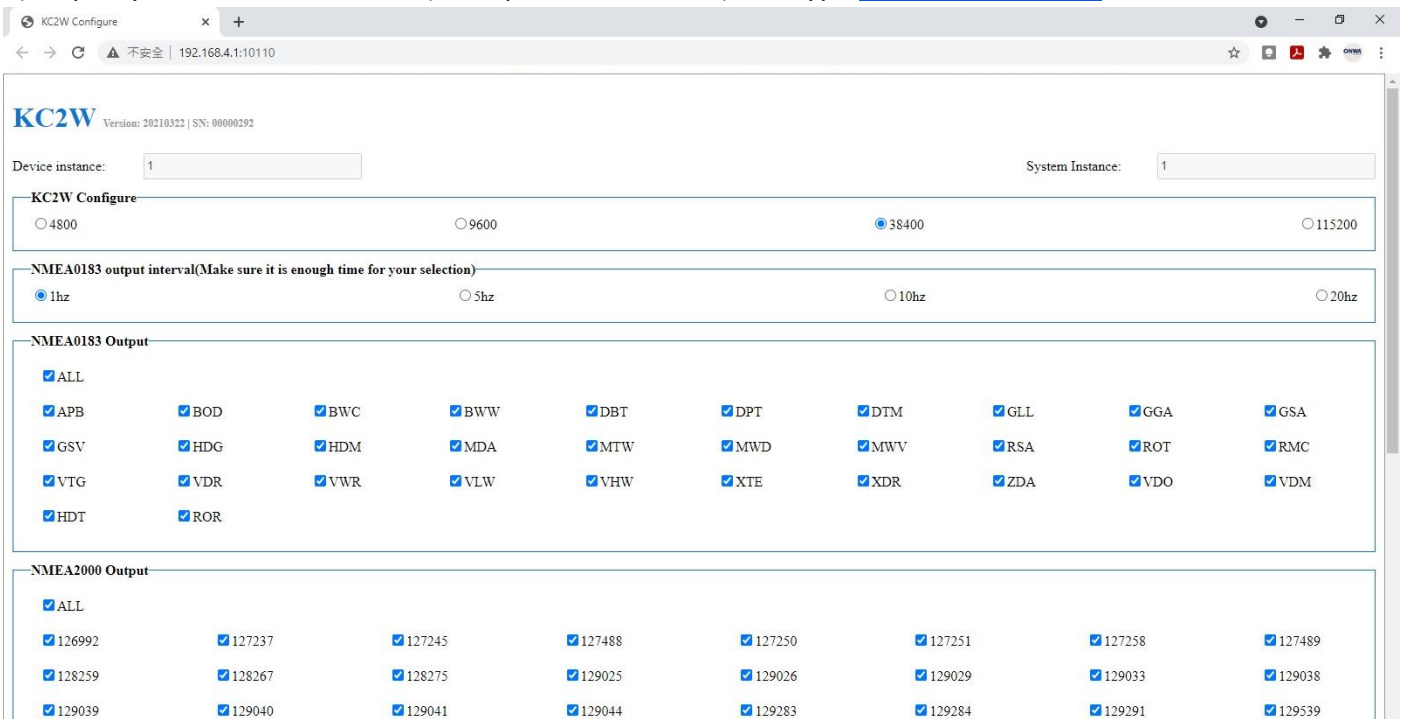 KC2W Configure
不安全 | 192.168.4.1:10110
ONWA
KC2W Version: 20210322 | SN: 00000292
Device instance: 1 System Instance: 1
KC2W Configure
4800 9600 38400 115200
NMEA0183 output interval(Make sure it is enough time for your selection)
1hz 5hz 10hz 20hz
NMEA0183 Output
ALL
APB BOD BWC BWW DBT DPT DTM GLL GGA GSA
GSV HDG HDM MDA MTW MWD MWV RSA ROT RMC
VTG VDR VWR VLW VHW XTE XDR ZDA VDO VDM
HDT ROR
NMEA2000 Output
ALL
126992 127237 127245 127488 127250 127251 127258 127489
128259 128267 128275 129025 129026 129029 129033 129038
129039 129040 129041 129044 129283 129284 129291 129539